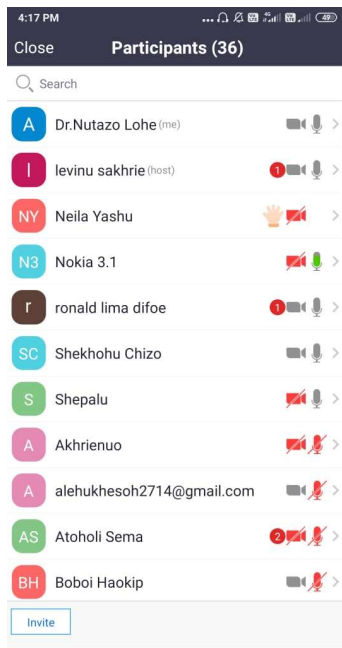 4:17 PM
... 4G 49
Close Participants (36)
Search
A Dr.Nutazo Lohe (me)
l levinu sakhrie (host) 1
NY Neila Yashu
N3 Nokia 3.1
r ronald lima difoe 1
SC Shekhohu Chizo
S Shepalu
A Akhrienuo
A alehukhesoh2714@gmail.com
AS Atoholi Sema 2
BH Boboi Haokip
Invite